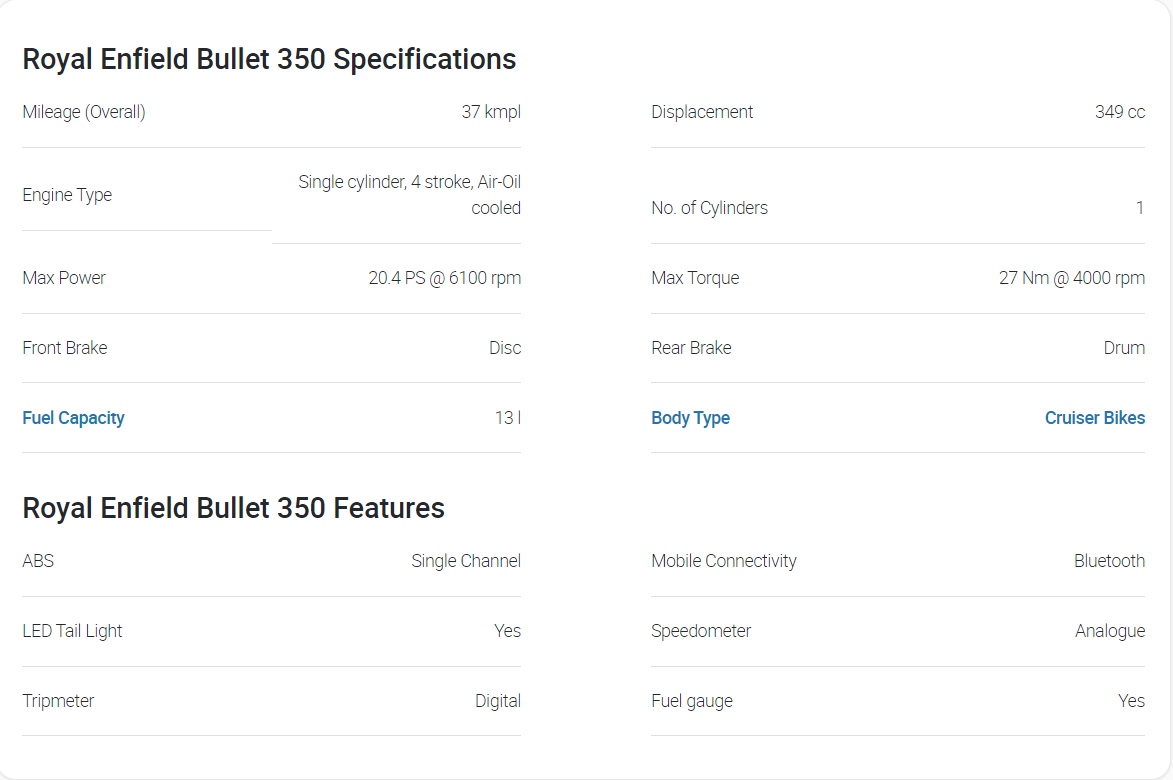 Royal Enfield Bullet 350 Specifications
Mileage (Overall) 37 kmpl Displacement 349 cc
Engine Type Single cylinder, 4 stroke, Air-Oil
cooled No. of Cylinders 1
Max Power 20.4 PS @ 6100 rpm Max Torque 27 Nm @ 4000 rpm
Front Brake Disc Rear Brake Drum
Fuel Capacity 13 l Body Type Cruiser Bikes
Royal Enfield Bullet 350 Features
ABS Single Channel Mobile Connectivity Bluetooth
LED Tail Light Yes Speedometer Analogue
Tripmeter Digital Fuel gauge Yes